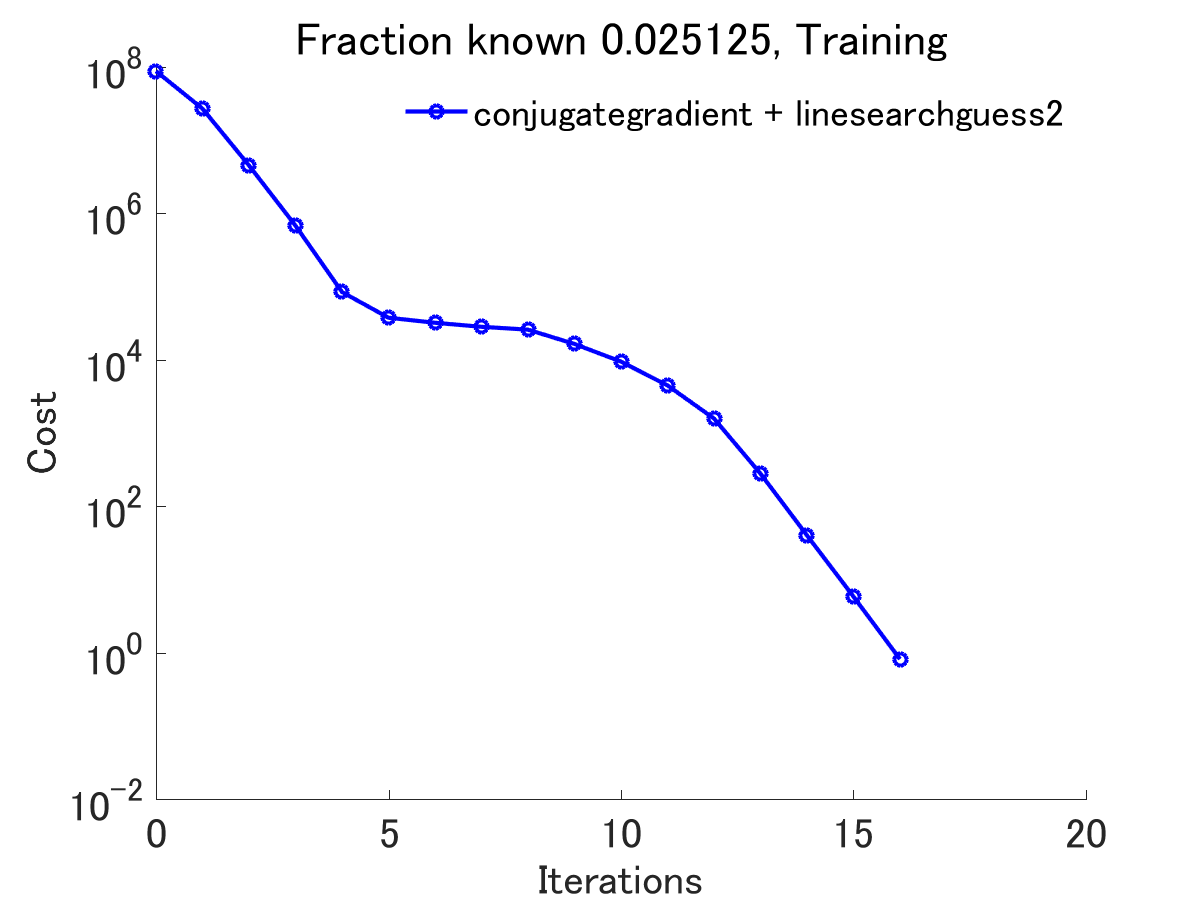 Fraction known 0.025125, Training
conjugategradient + linesearchguess2
10^8
10^6
10^4
10^2
10^0
10^-2
Cost
0 5 10 15 20
Iterations